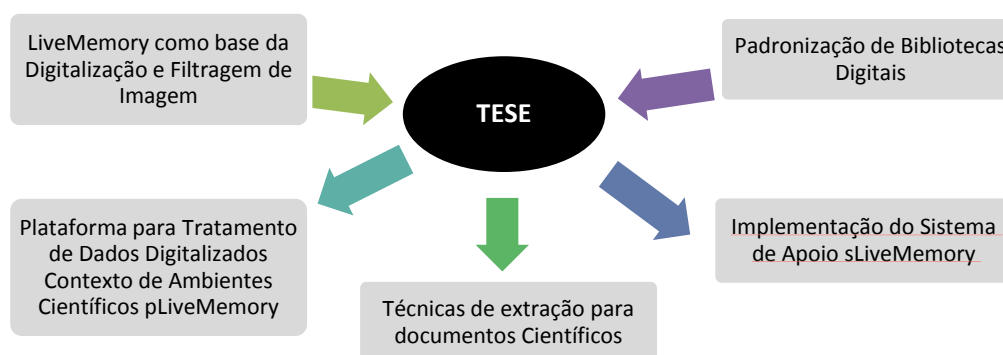 LiveMemory como base da
Digitalização e Filtragem de
Imagem
Padronização de Bibliotecas
Digitais
TESE
Plataforma para Tratamento
de Dados Digitalizados
Contexto de Ambientes
Científicos pLiveMemory
Técnicas de extração para
documentos Científicos
Implementação do Sistema
de Apoio sLiveMemory